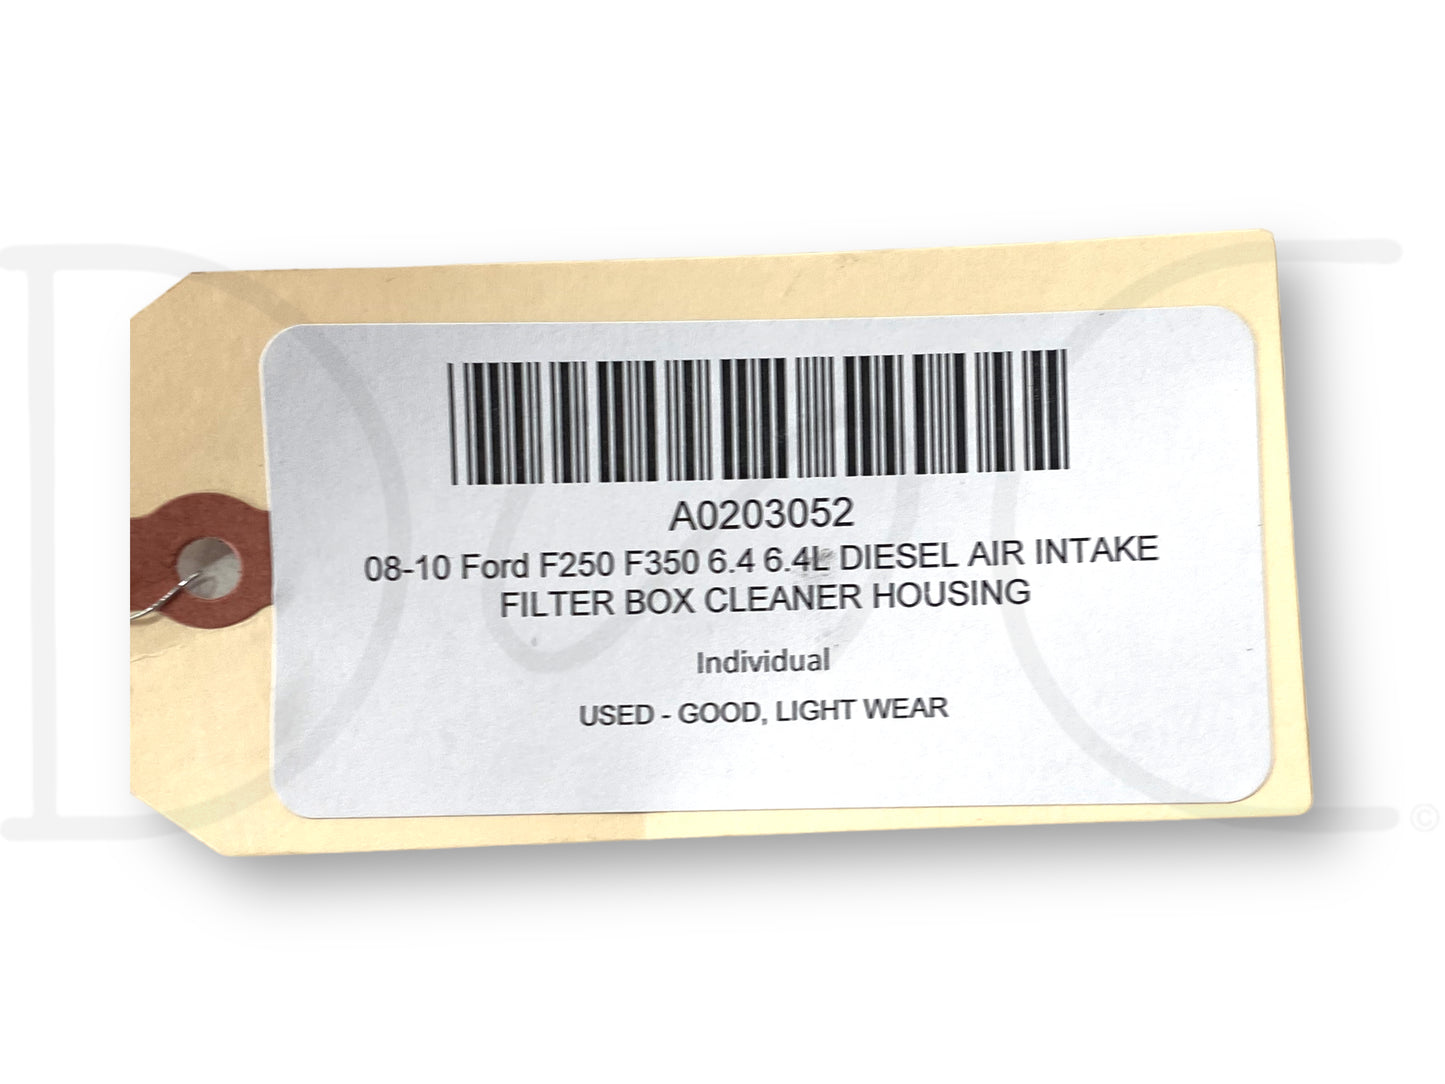 A0203052
08-10 Ford F250 F350 6.4 6.4L DIESEL AIR INTAKE
FILTER BOX CLEANER HOUSING
Individual
USED - GOOD, LIGHT WEAR
©